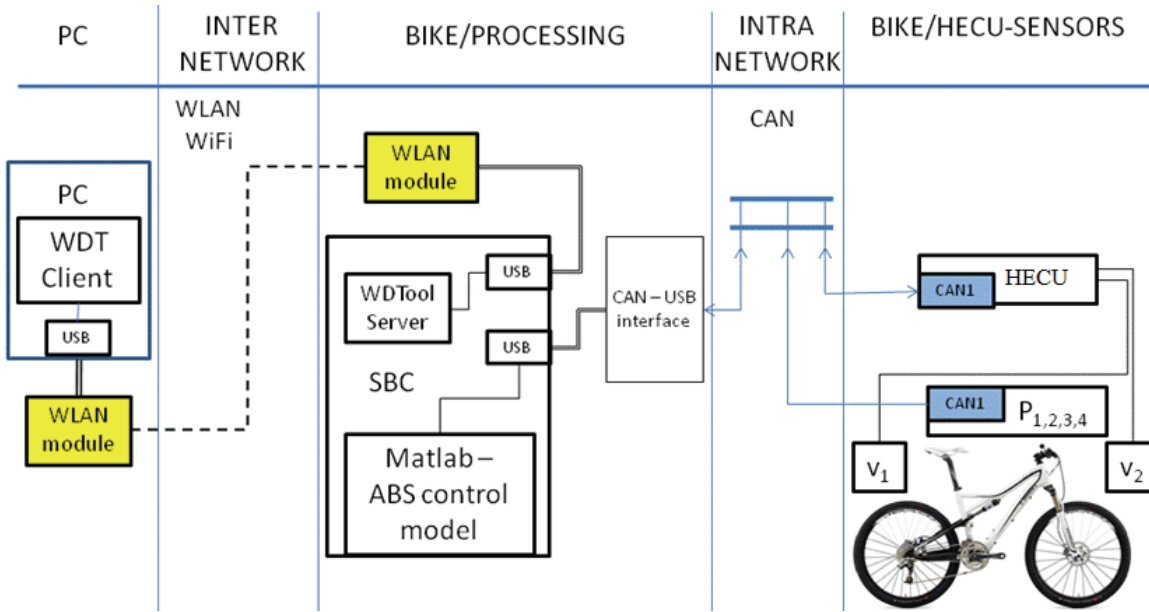 PC
INTER
NETWORK
BIKE/PROCESSING
INTRA
NETWORK
BIKE/HECU-SENSORS
WLAN
WiFi
CAN
PC
WDT
Client
USB
WLAN
module
WLAN
module
USB
WDTool
Server
USB
SBC
Matlab–
ABS control
model
CAN – USB
interface
CAN1
HECU
CAN1
P1,2,3,4
V1
V2